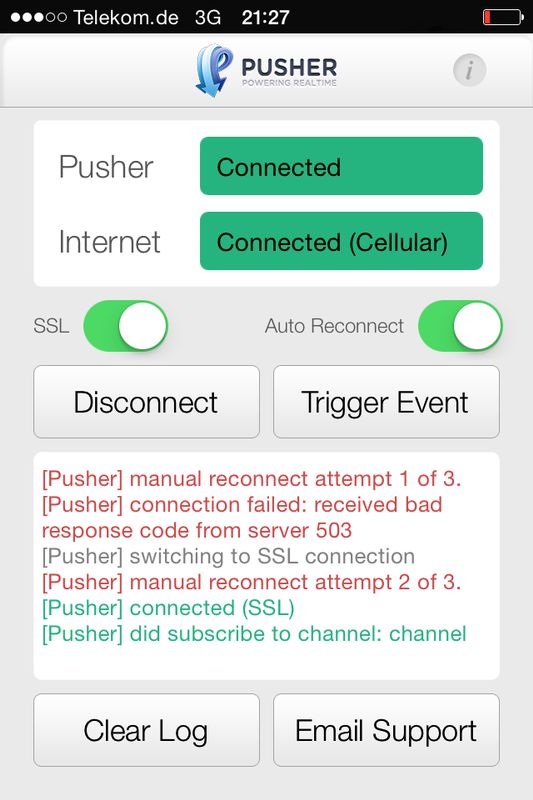 Telekom.de 3G 21:27
PUSHER
POWERING REALTIME
i
Pusher Connected
Internet Connected (Cellular)
SSL Auto Reconnect
Disconnect Trigger Event
[Pusher] manual reconnect attempt 1 of 3.
[Pusher] connection failed: received bad
response code from server 503
[Pusher] switching to SSL connection
[Pusher] manual reconnect attempt 2 of 3.
[Pusher] connected (SSL)
[Pusher] did subscribe to channel: channel
Clear Log Email Support